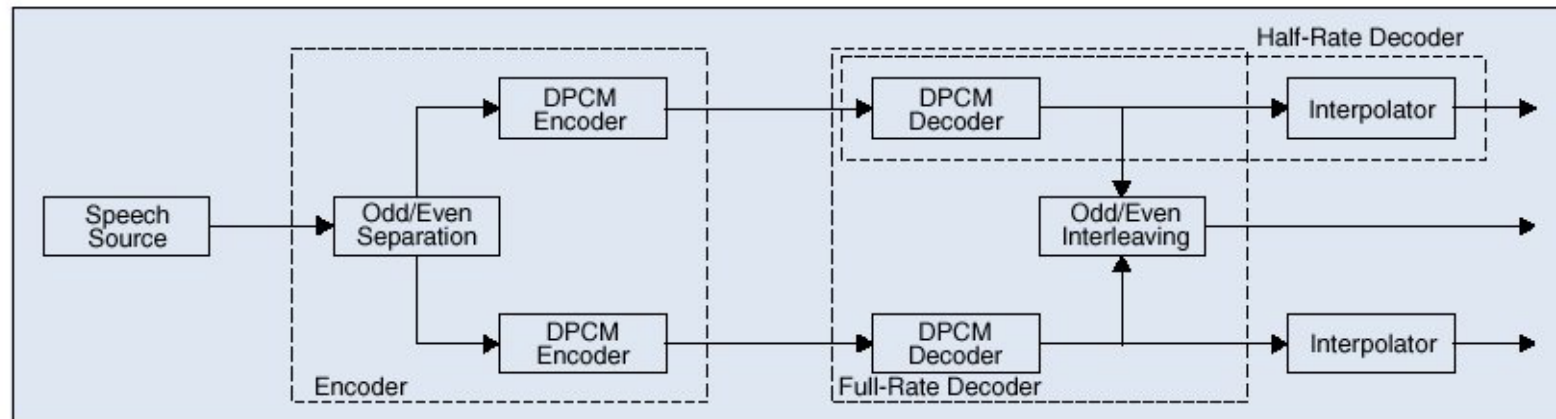 Half-Rate Decoder
DPCM
Encoder
DPCM
Decoder
Interpolator
Speech
Source
Odd/Even
Separation
Odd/Even
Interleaving
DPCM
Encoder
DPCM
Decoder
Interpolator
Encoder
Full-Rate Decoder